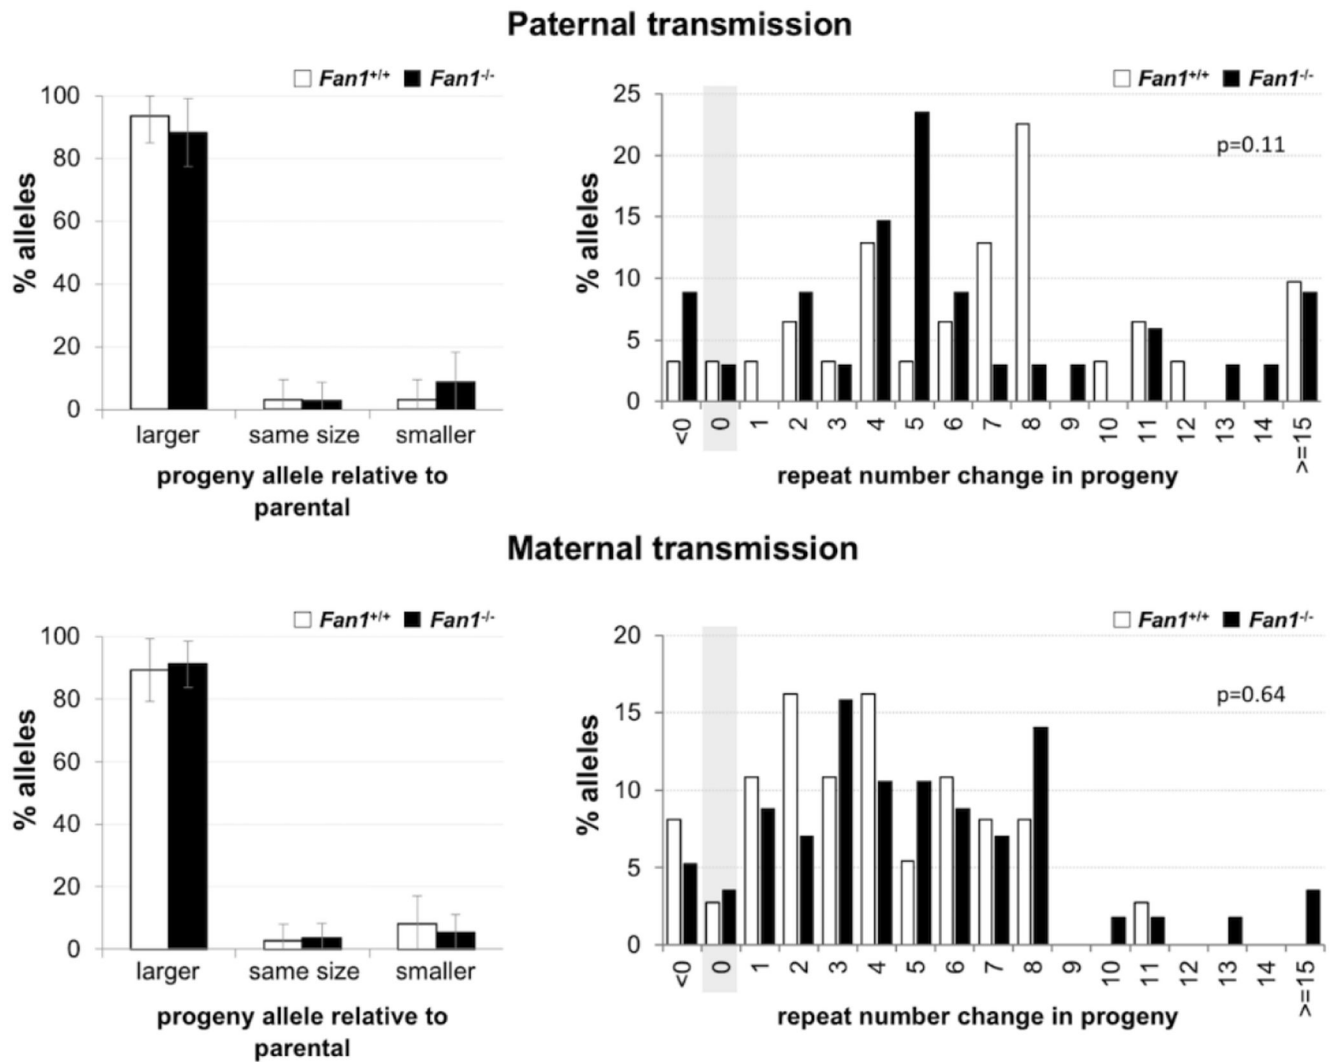 Paternal transmission
Fan1+/+ Fan1-/-
100
80
60
40
20
0
% alleles
larger same size smaller
progeny allele relative to
parental
Fan1+/+ Fan1-/-
p=0.11
25
20
15
10
5
0
% alleles
<0 0 1 2 3 4 5 6 7 8 9 10 11 12 13 14 >=15
repeat number change in progeny
Maternal transmission
Fan1+/+ Fan1-/-
100
80
60
40
20
0
% alleles
larger same size smaller
progeny allele relative to
parental
Fan1+/+ Fan1-/-
p=0.64
20
15
10
5
0
% alleles
<0 0 1 2 3 4 5 6 7 8 9 10 11 12 13 14 >=15
repeat number change in progeny